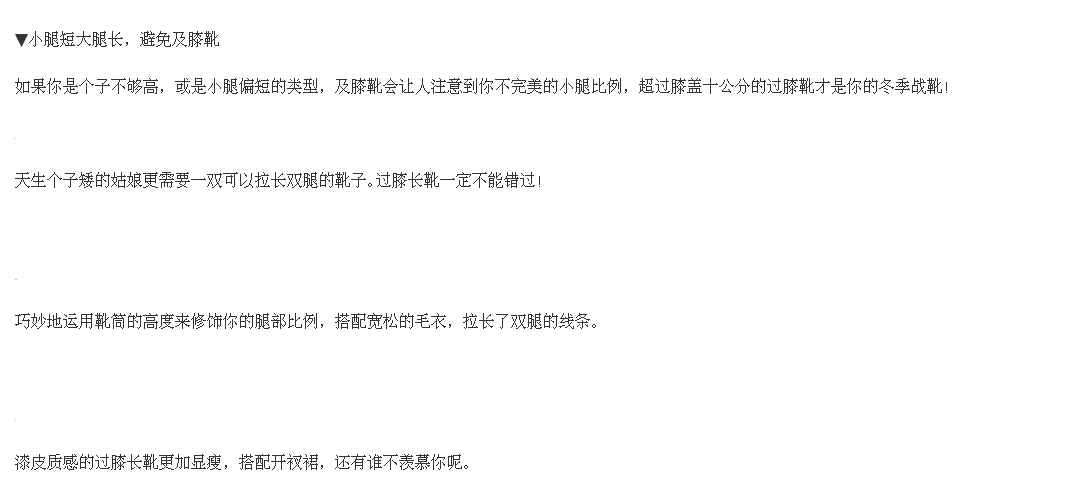 ▼小腿短大腿长，避免及膝靴
如果你是个子不够高，或是小腿偏短的类型，及膝靴会让人注意到你不完美的小腿比例，超过膝盖十公分的过膝靴才是你的冬季战靴！
天生个子矮的姑娘更需要一双可以拉长双腿的靴子。过膝长靴一定不能错过！
巧妙地运用靴筒的高度来修饰你的腿部比例，搭配宽松的毛衣，拉长了双腿的线条。
漆皮质感的过膝长靴更加显瘦，搭配开衩裙，还有谁不羡慕你呢。